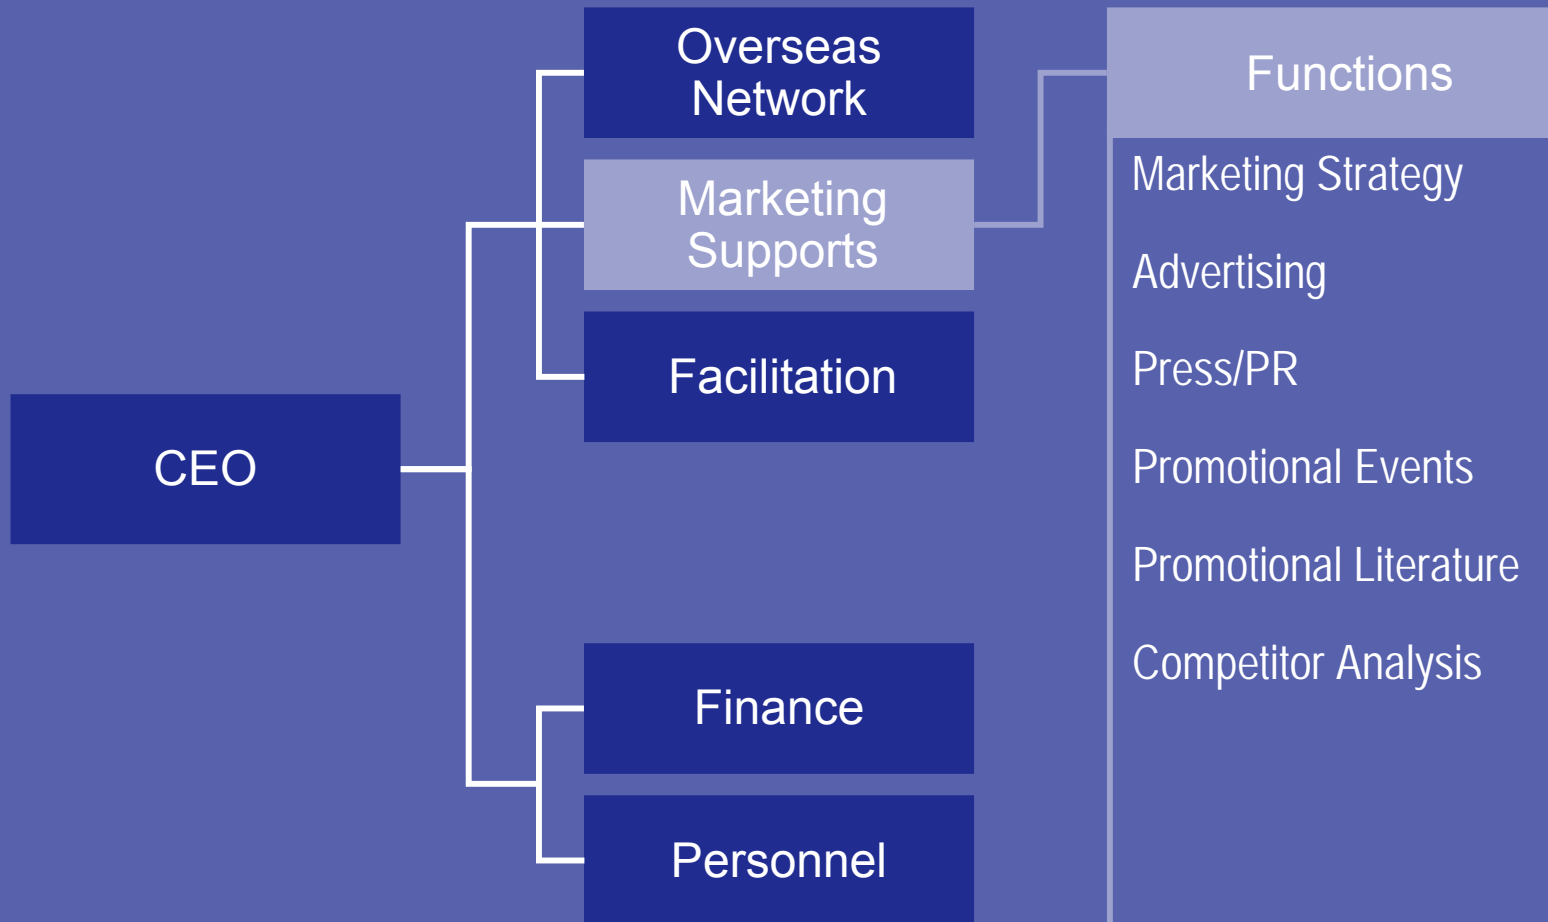 Overseas
Network
Marketing
Supports
Facilitation
CEO
Finance
Personnel
Functions
Marketing Strategy
Advertising
Press/PR
Promotional Events
Promotional Literature
Competitor Analysis